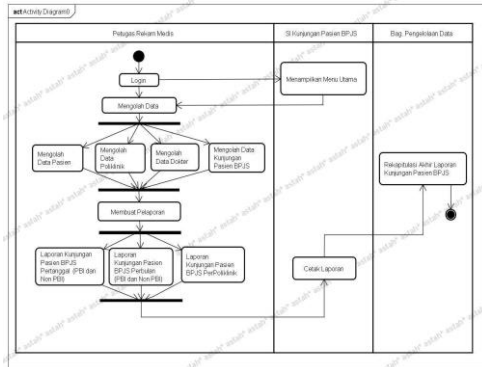 act Activity Diagram0
Petugas Rekam Medis
SI Kunjungan Pasien BPJS
Bag. Pengelolaan Data
Login
Menampilkan Menu Utama
Mengolah Data
Mengolah
Data Pasien
Mengolah
Data
Poliklinik
Mengolah
Data Dokter
Mengolah Data
Kunjungan
Pasien BPJS
Rekapitulasi Akhir Laporan
Kunjungan Pasien BPJS
Membuat Pelaporan
Laporan Kunjungan
Pasien BPJS
Pertanggal (PBI dan
Non PBI)
Laporan
Kunjungan Pasien
BPJS Perbulan
(PBI dan Non PBI)
Laporan
Kunjungan Pasien
BPJS PerPoliklinik
Cetak Laporan